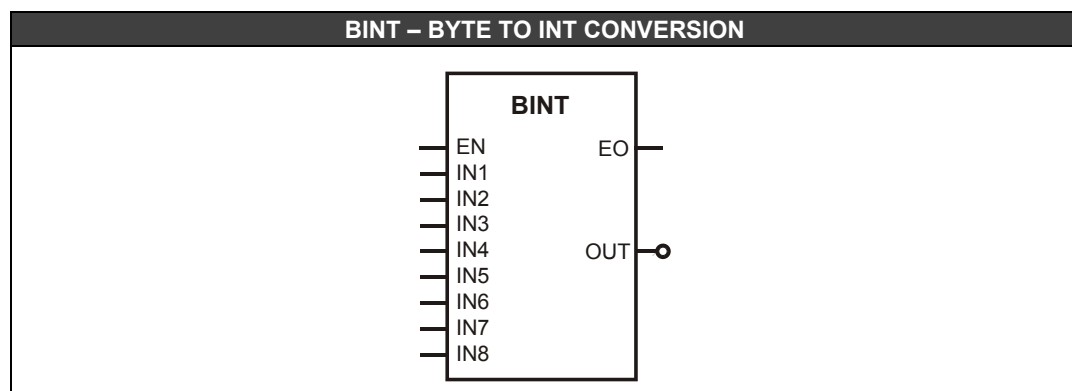 BINT – BYTE TO INT CONVERSION
BINT
EN EO
IN1
IN2
IN3
IN4 OUT
IN5
IN6
IN7
IN8